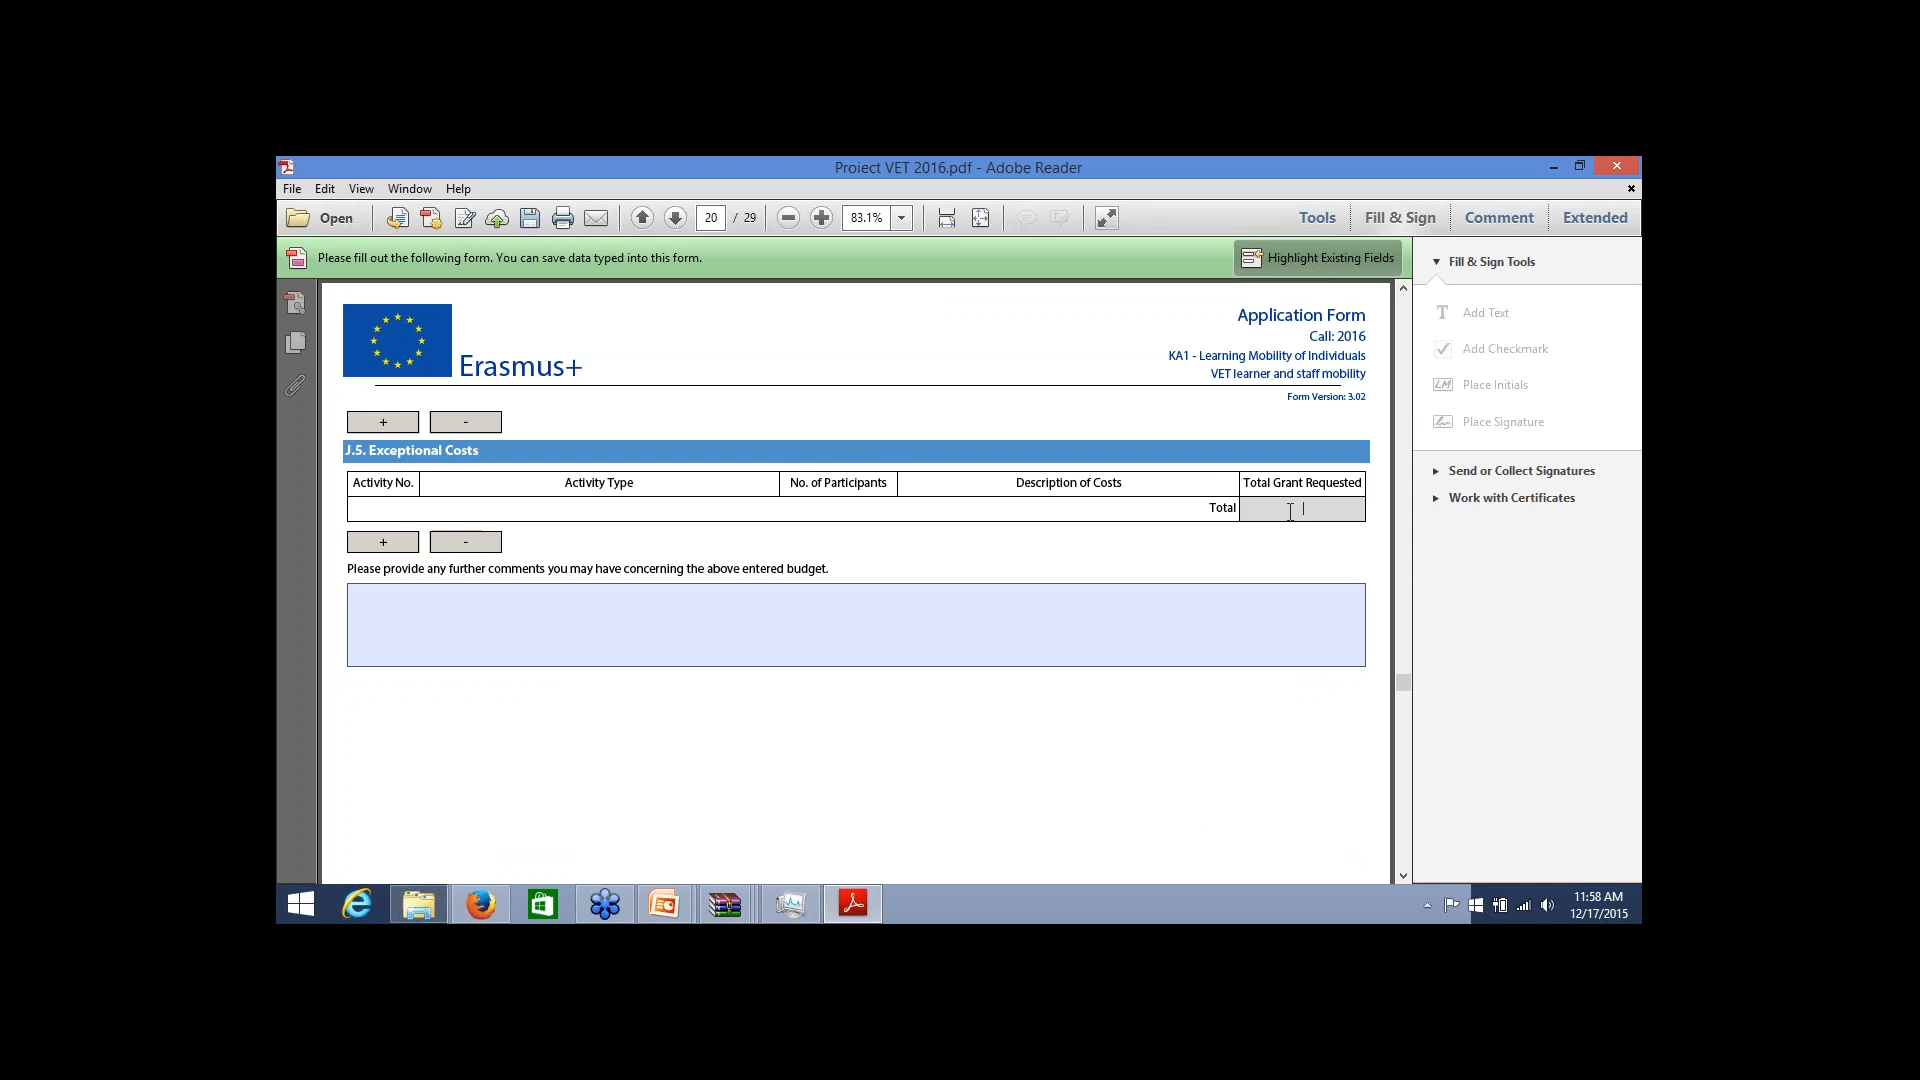 Proiect VET 2016.pdf - Adobe Reader
File Edit View Window Help
Open 20 / 29 83.1% Tools Fill & Sign Comment Extended
Please fill out the following form. You can save data typed into this form. Highlight Existing Fields
Fill & Sign Tools
T Add Text
Add Checkmark
LM Place Initials
Place Signature
Send or Collect Signatures
Work with Certificates
Erasmus+
Application Form
Call: 2016
KA1 - Learning Mobility of Individuals
VET learner and staff mobility
Form Version: 3.02
+ -
J.5. Exceptional Costs
Activity No. Activity Type No. of Participants Description of Costs Total Grant Requested
Total
+ -
Please provide any further comments you may have concerning the above entered budget.
11:58 AM
12/17/2015